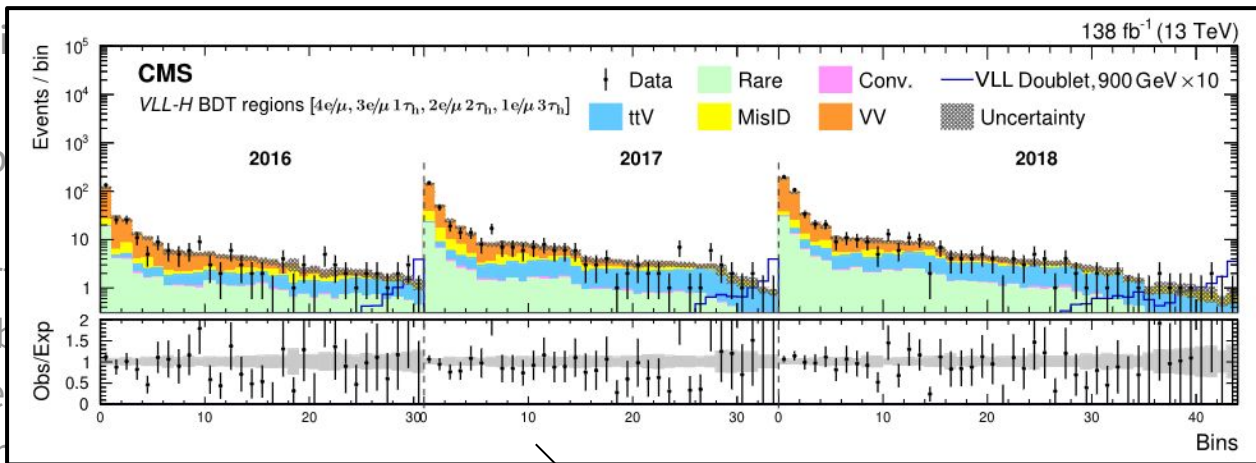 138 fb⁻¹ (13 TeV)
Events / bin
10⁵
10⁴
10³
10²
10
1
CMS
VLL-H BDT regions [4e/μ, 3e/μ 1τₕ, 2e/μ 2τₕ, 1e/μ 3τₕ]
Data
Rare
Conv.
VLL Doublet, 900 GeV ×10
ttV
MisID
VV
Uncertainty
2016 2017 2018
Obs/Exp
2
1.5
1
0.5
0
0 10 20 30 0 10 20 30 0 10 20 30 40
Bins